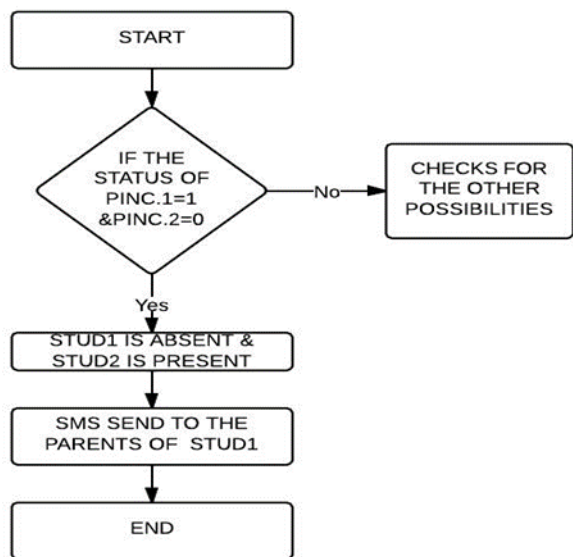 START
IF THE
STATUS OF
PINC.1=1
&PINC.2=0
No
CHECKS FOR
THE OTHER
POSSIBILITIES
Yes
STUD1 IS ABSENT &
STUD2 IS PRESENT
SMS SEND TO THE
PARENTS OF STUD1
END